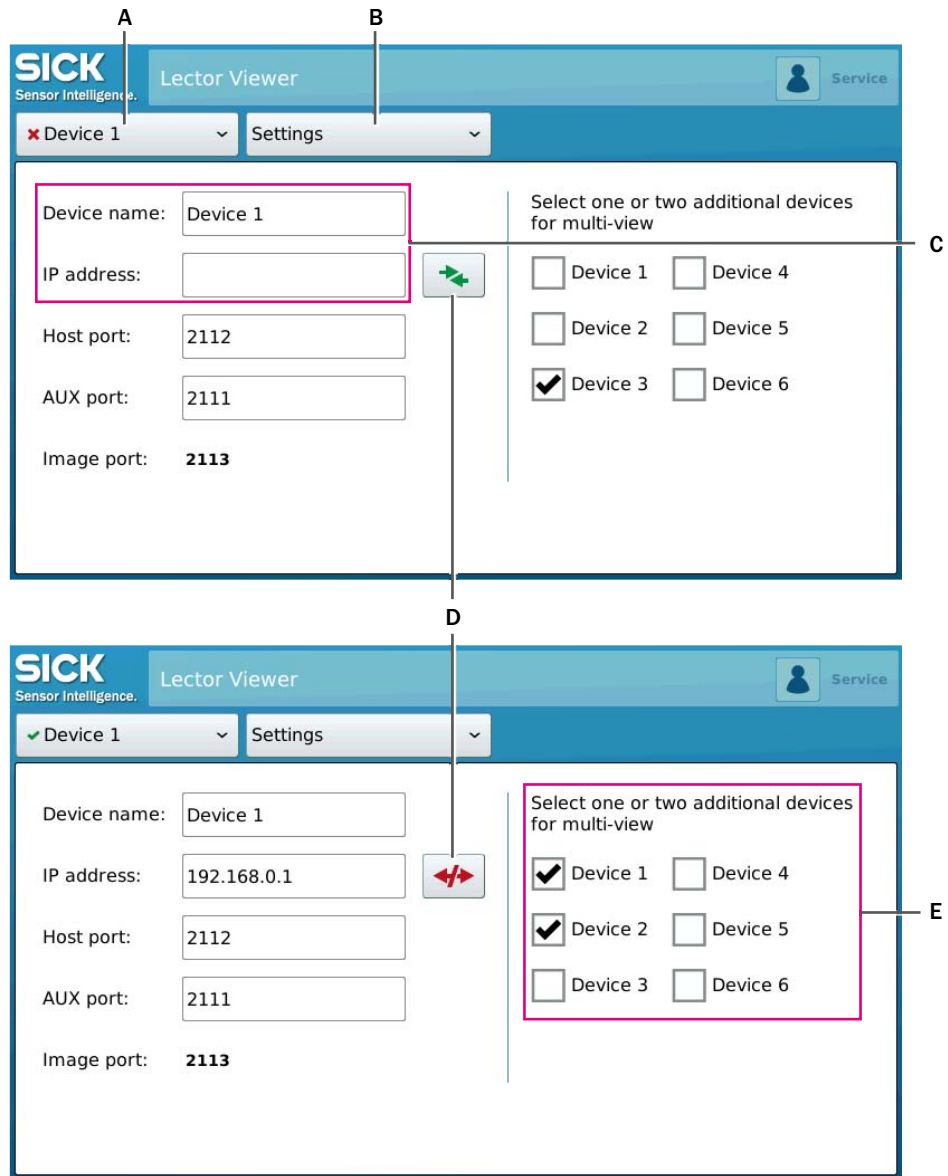 A
B
SICK
Sensor Intelligence.
Lector Viewer
Service
Device 1
Settings
Device name:
Device 1
Select one or two additional devices
for multi-view
C
IP address:
Device 1
Device 4
Host port:
2112
Device 2
Device 5
AUX port:
2111
Device 3
Device 6
Image port:
2113
D
SICK
Sensor Intelligence.
Lector Viewer
Service
Device 1
Settings
Device name:
Device 1
Select one or two additional devices
for multi-view
IP address:
192.168.0.1
Device 1
Device 4
E
Host port:
2112
Device 2
Device 5
AUX port:
2111
Device 3
Device 6
Image port:
2113